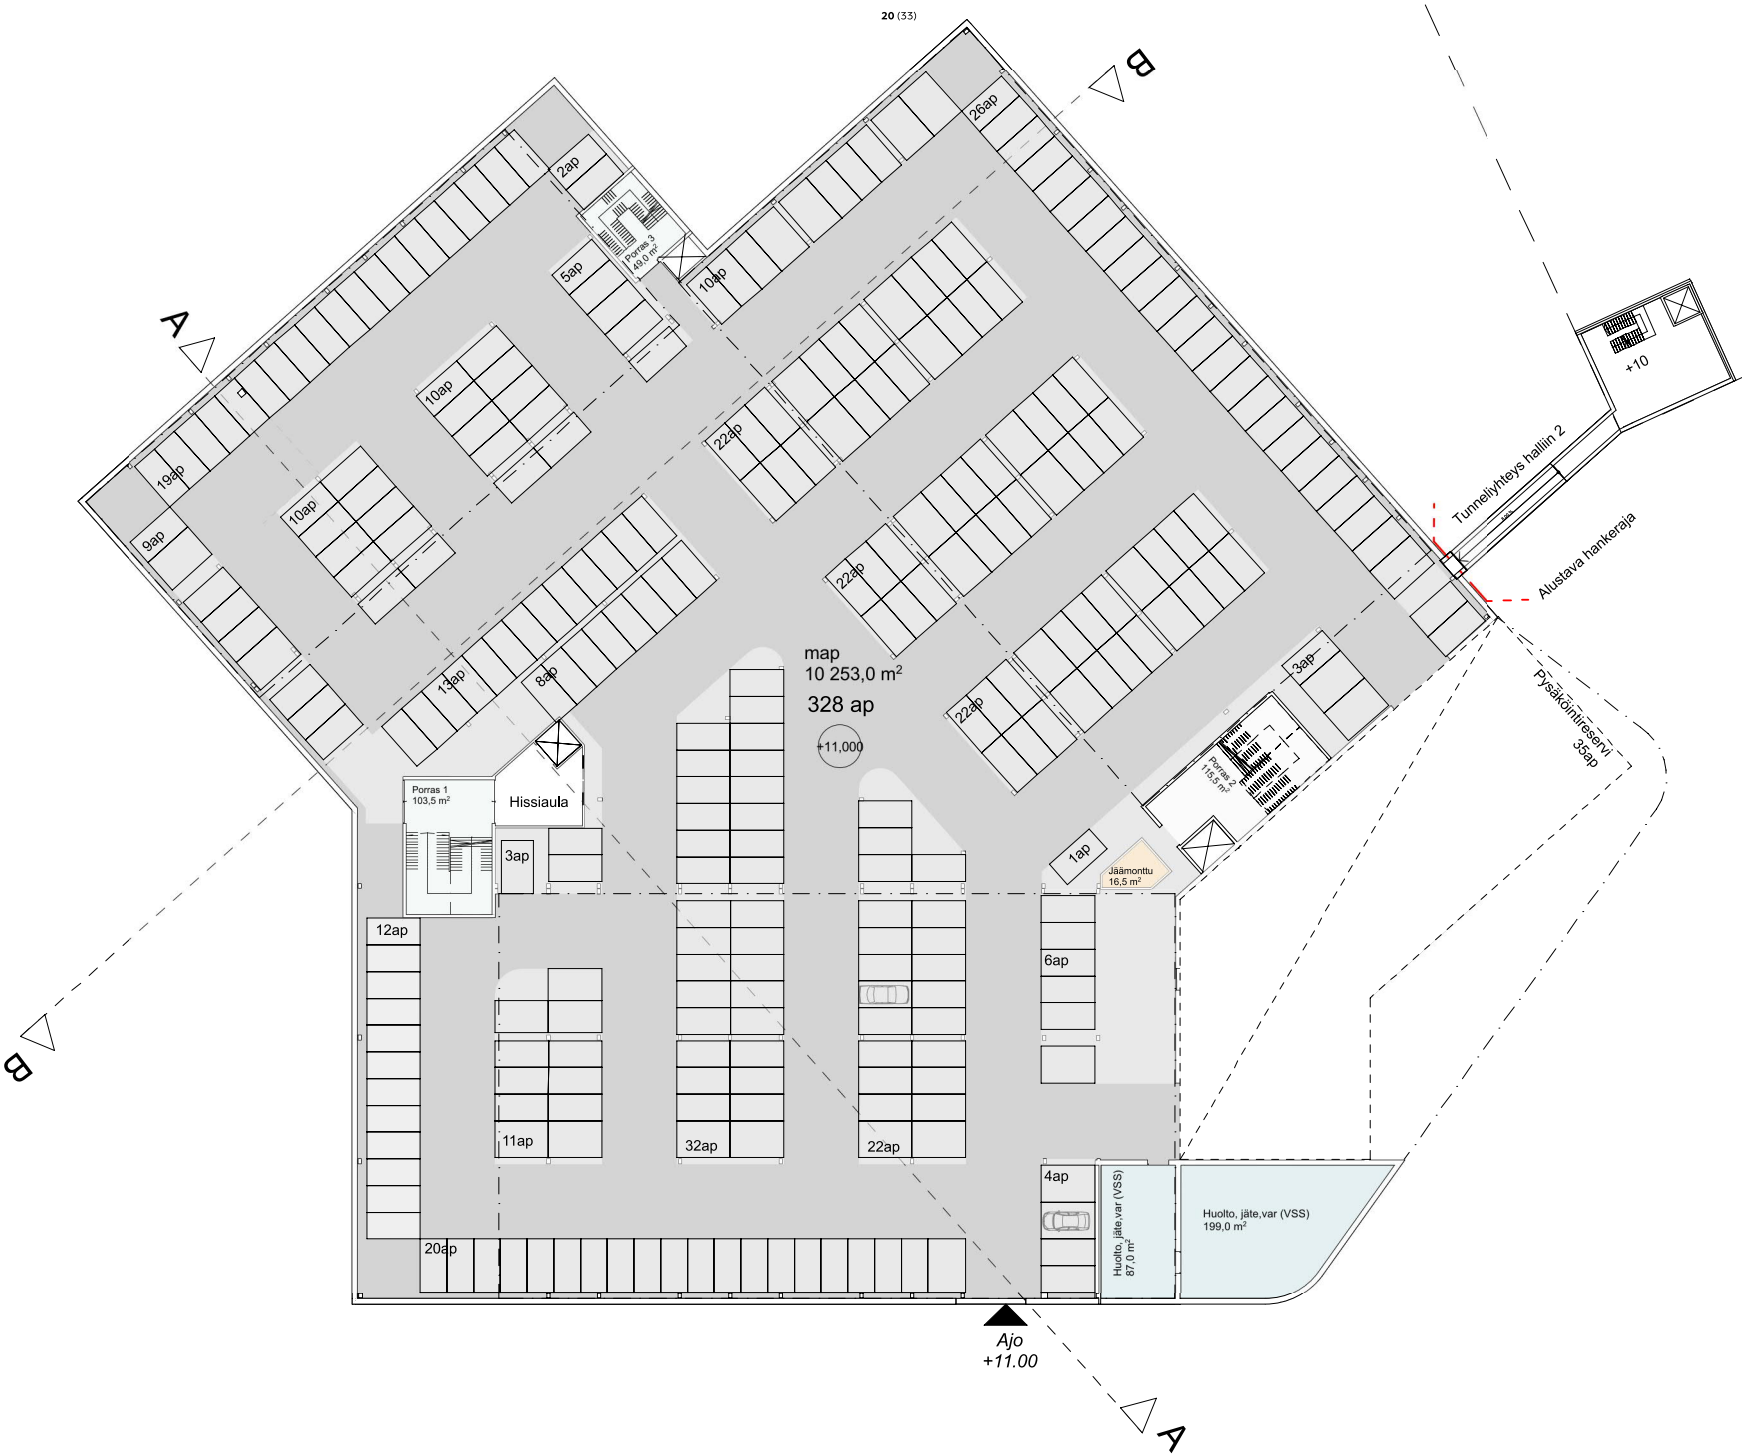 20 (33)
B
26ap
2ap
Porras 3
49,0 m²
5ap
10ap
A
10ap
+10
22ap
19ap
10ap
9ap
Tunneliyhteys halliin 2
22ap
Alustava hankeraja
13ap
8ap
map
10 253,0 m²
328 ap
+11,000
22ap
3ap
Pysäköintireservi
35ap
Porras 1
103,5 m²
Hissiaula
Porras 2
115,5 m²
3ap
1ap
Jäämonttu
16,5 m²
12ap
6ap
B
11ap
32ap
22ap
4ap
Huolto, jäte,var (VSS)
87,0 m²
Huolto, jäte,var (VSS)
199,0 m²
20ap
Ajo
+11.00
A